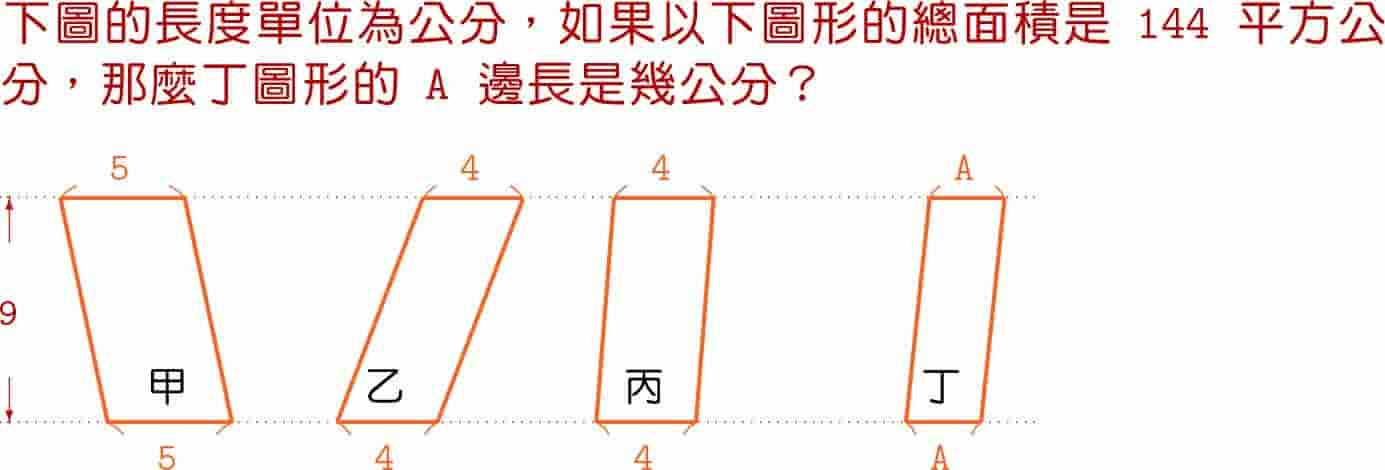 下圖的長度單位為公分，如果以下圖形的總面積是 144 平方公
分，那麼丁圖形的 A 邊長是幾公分？
5 4 4 A
9
甲 乙 丙 丁
5 4 4 A